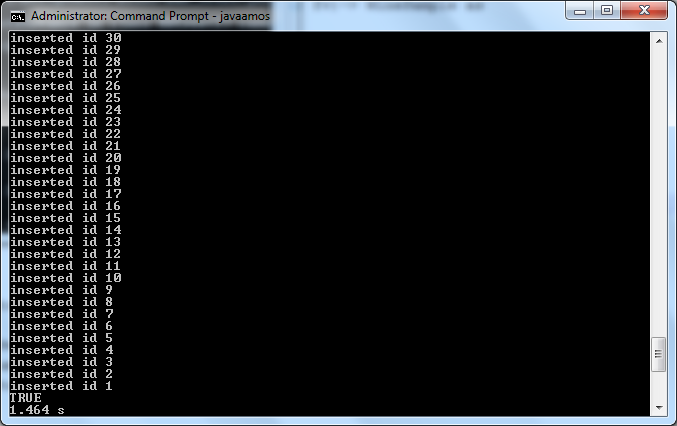 Administrator: Command Prompt - javaamos
inserted id 30
inserted id 29
inserted id 28
inserted id 27
inserted id 26
inserted id 25
inserted id 24
inserted id 23
inserted id 22
inserted id 21
inserted id 20
inserted id 19
inserted id 18
inserted id 17
inserted id 16
inserted id 15
inserted id 14
inserted id 13
inserted id 12
inserted id 11
inserted id 10
inserted id 9
inserted id 8
inserted id 7
inserted id 6
inserted id 5
inserted id 4
inserted id 3
inserted id 2
inserted id 1
TRUE
1.464 s